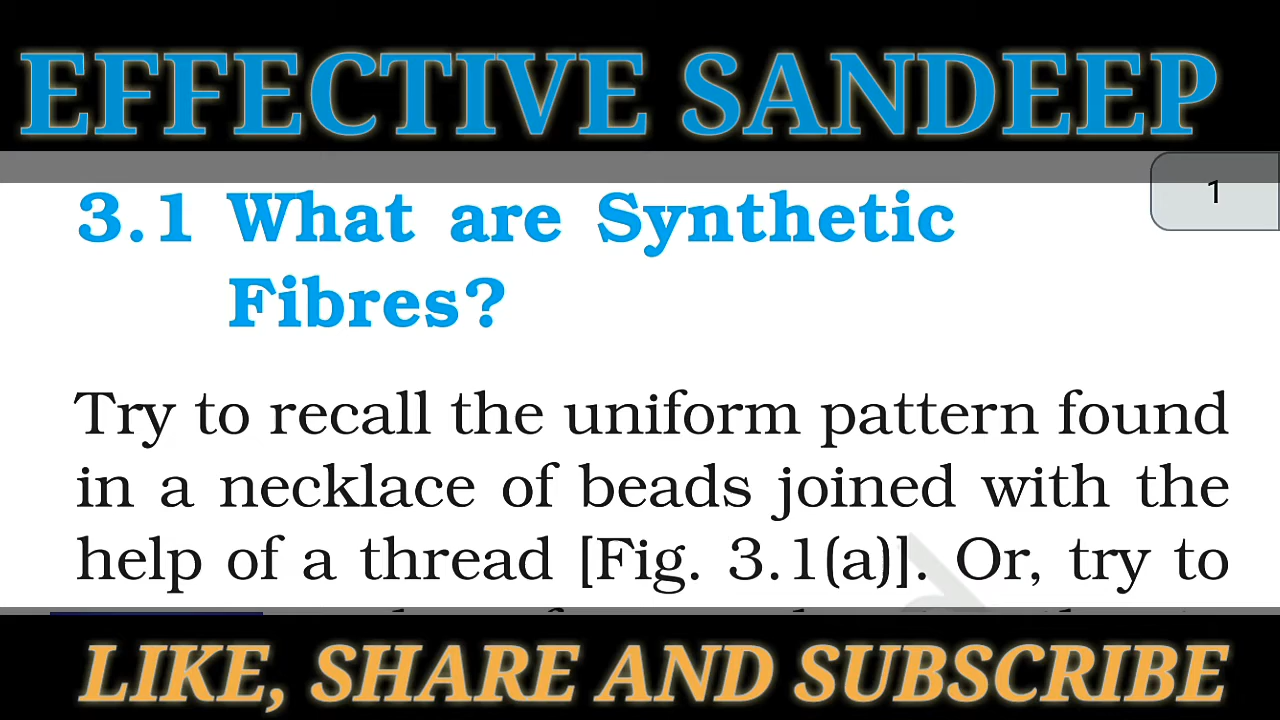 EFFECTIVE SANDEEP
1
3.1 What are Synthetic
Fibres?
Try to recall the uniform pattern found
in a necklace of beads joined with the
help of a thread [Fig. 3.1(a)]. Or, try to
LIKE, SHARE AND SUBSCRIBE